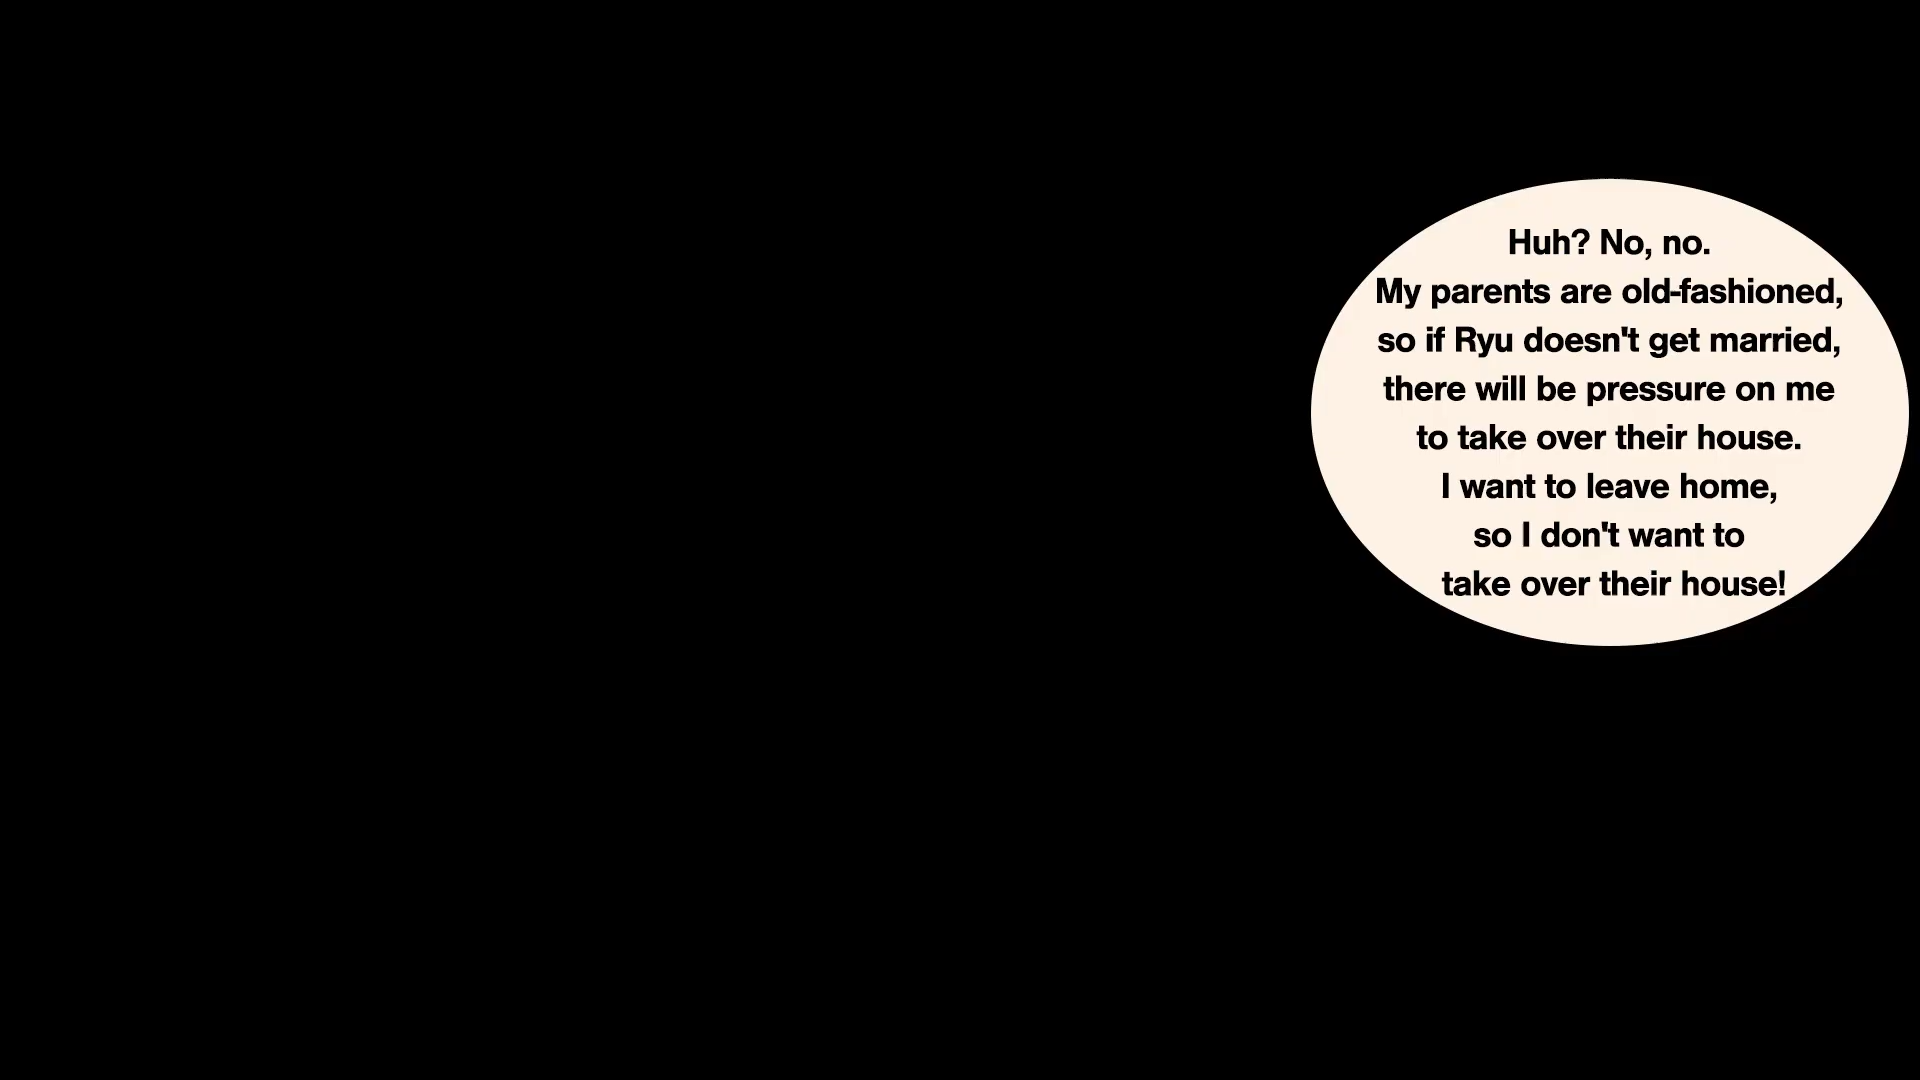 Huh? No, no.
My parents are old-fashioned,
so if Ryu doesn't get married,
there will be pressure on me
to take over their house.
I want to leave home,
so I don't want to
take over their house!